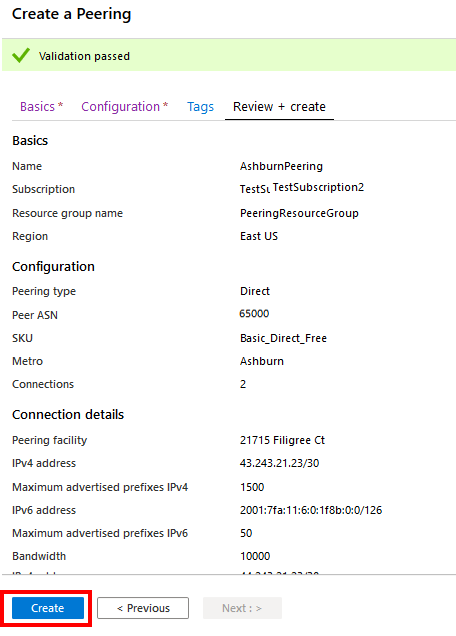 Create a Peering
Validation passed
Basics * Configuration * Tags Review + create
Basics
Name AshburnPeering
Subscription TestSu TestSubscription2
Resource group name PeeringResourceGroup
Region East US
Configuration
Peering type Direct
Peer ASN 65000
SKU Basic_Direct_Free
Metro Ashburn
Connections 2
Connection details
Peering facility 21715 Filigree Ct
IPv4 address 43.243.21.23/30
Maximum advertised prefixes IPv4 1500
IPv6 address 2001:7fa:11:6:0:1f8b:0:0/126
Maximum advertised prefixes IPv6 50
Bandwidth 10000
Create < Previous Next : >